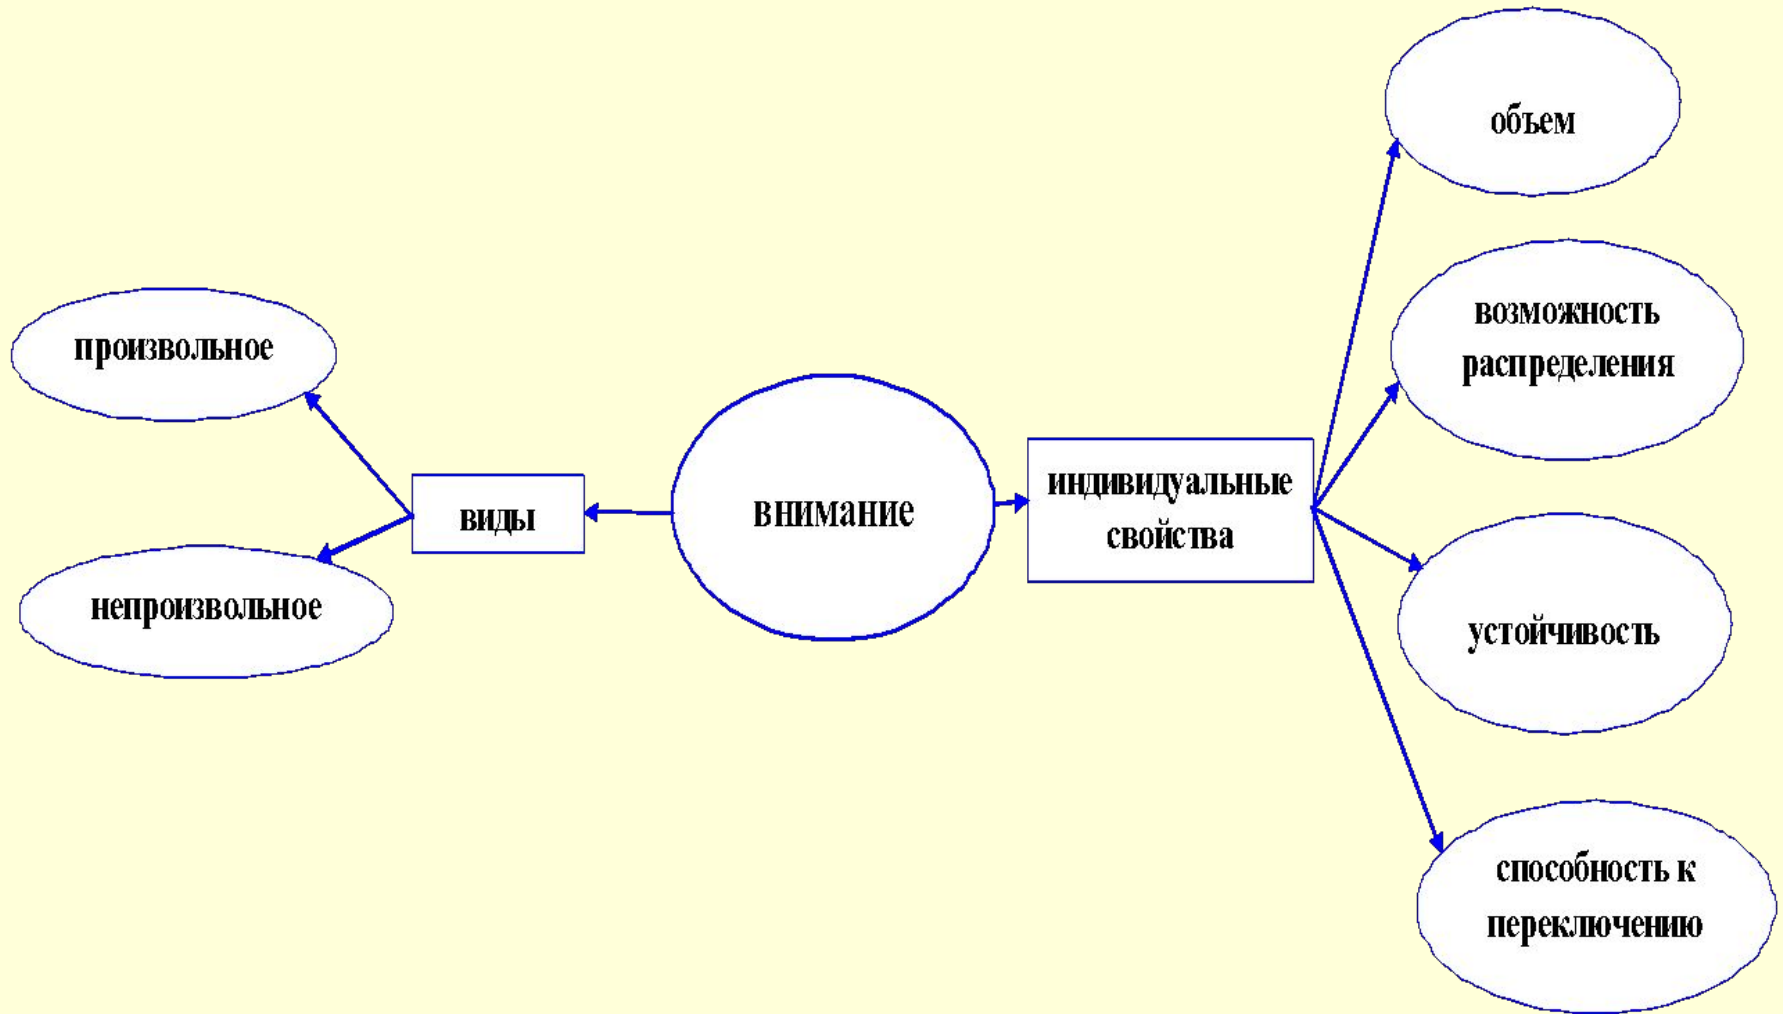 произвольное
непроизвольное
виды
внимание
индивидуальные
свойства
объем
возможность
распределения
устойчивость
способность к
переключению